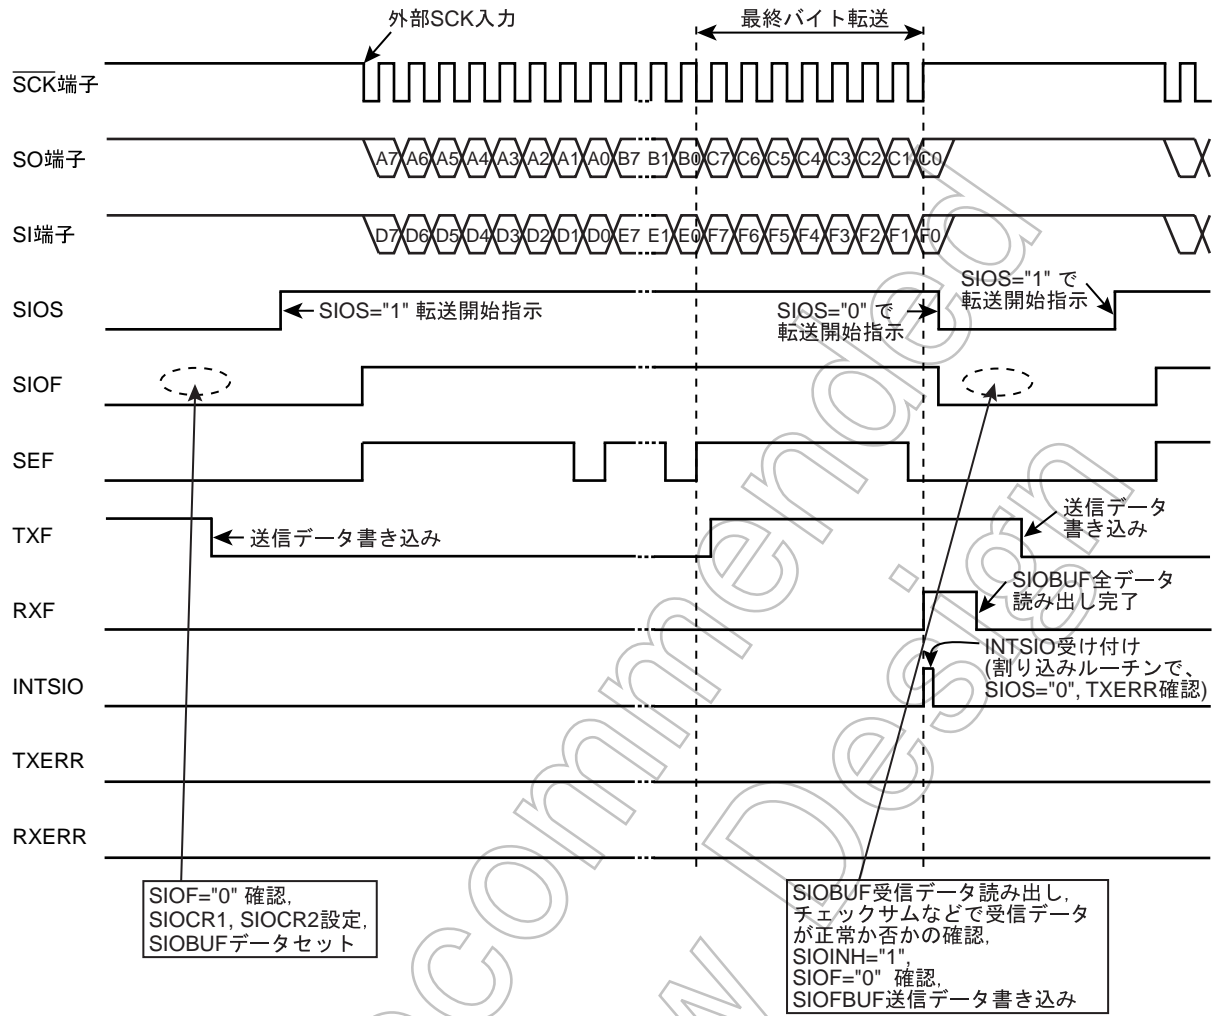 外部SCK入力
最終バイト転送
SCK端子
SO端子
A7 A6 A5 A4 A3 A2 A1 A0 B7 B1 B0 C7 C6 C5 C4 C3 C2 C1 C0
SI端子
D7 D6 D5 D4 D3 D2 D1 D0 E7 E1 E0 F7 F6 F5 F4 F3 F2 F1 F0
SIOS
SIOS="1" 転送開始指示
SIOS="0" で
転送開始指示
SIOS="1" で
転送開始指示
SIOF
SEF
TXF
送信データ書き込み
送信データ
書き込み
RXF
SIOBUF全データ
読み出し完了
INTSIO
INTSIO受け付け
(割り込みルーチンで、
SIOS="0", TXERR確認)
TXERR
RXERR
SIOF="0" 確認,
SIOCR1, SIOCR2設定,
SIOBUFデータセット
SIOBUF受信データ読み出し,
チェックサムなどで受信データ
が正常か否かの確認,
SIOINH="1",
SIOF="0" 確認,
SIOFBUF送信データ書き込み
ecommended
w Design